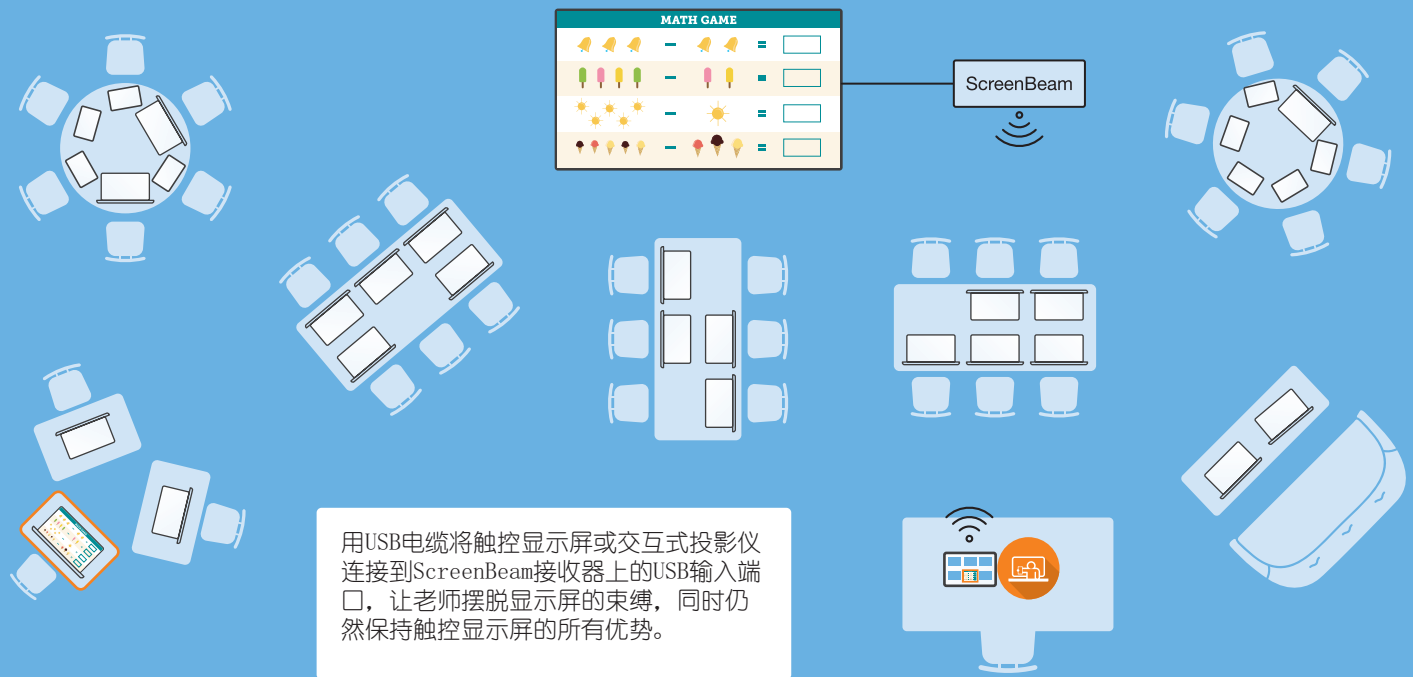 MATH GAME
ScreenBeam
用USB电缆将触控显示屏或交互式投影仪
连接到ScreenBeam接收器上的USB输入端
口，让老师摆脱显示屏的束缚，同时仍
然保持触控显示屏的所有优势。